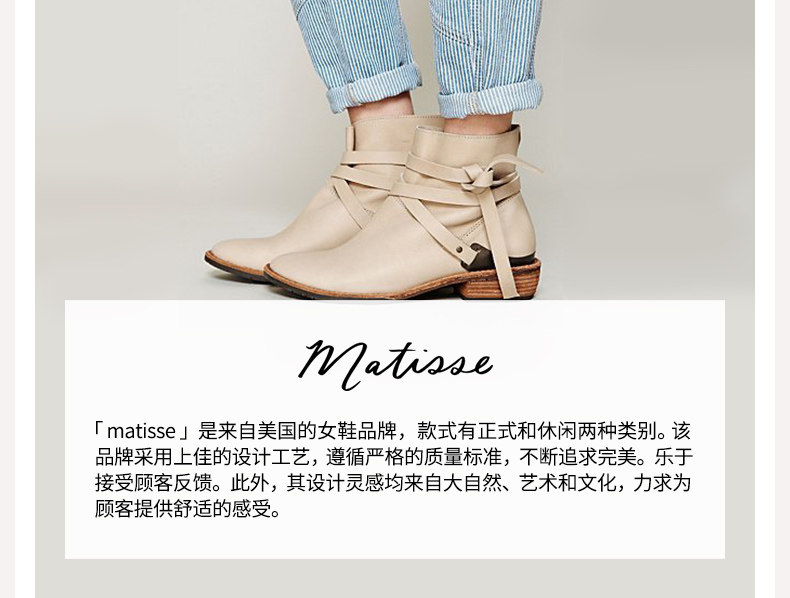 Matisse
「matisse」是来自美国的女鞋品牌，款式有正式和休闲两种类别。该
品牌采用上佳的设计工艺，遵循严格的质量标准，不断追求完美。乐于
接受顾客反馈。此外，其设计灵感均来自大自然、艺术和文化，力求为
顾客提供舒适的感受。